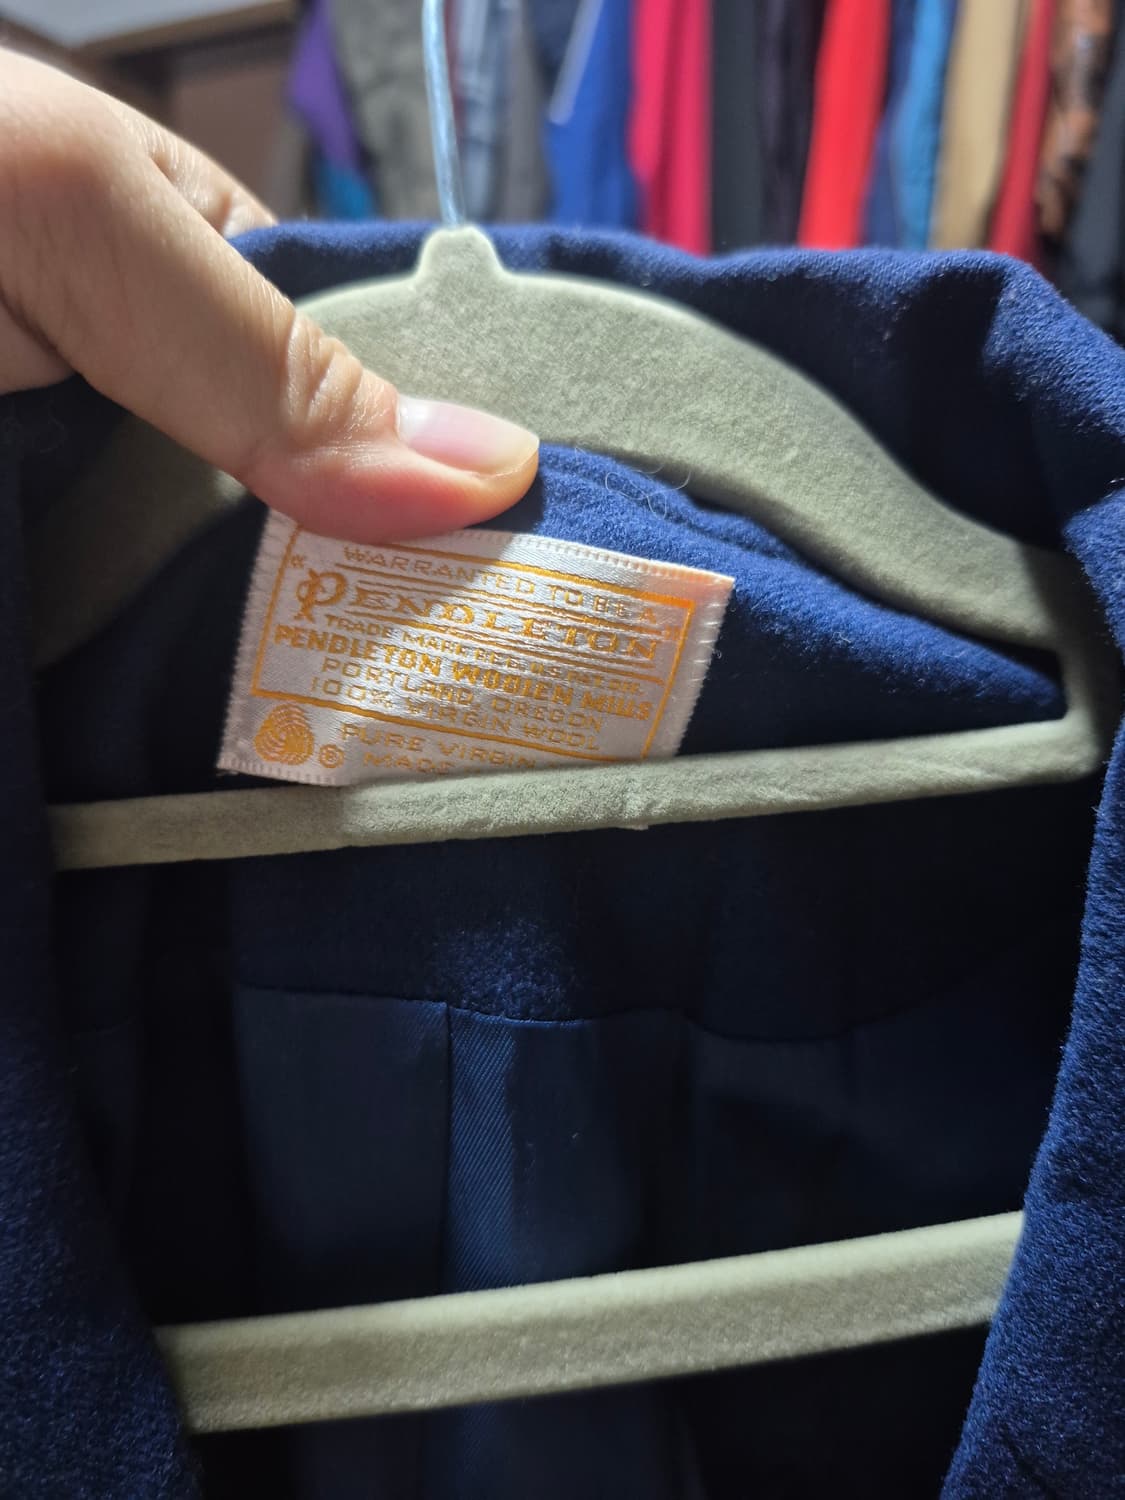 WARRANTED TO BE A
"PENDLETON
TRADE MARK REG. U.S. PAT. OFF.
PENDLETON WOOLEN MILLS
PORTLAND, OREGON
100% VIRGIN WOOL
® PURE VIRGIN
MADE